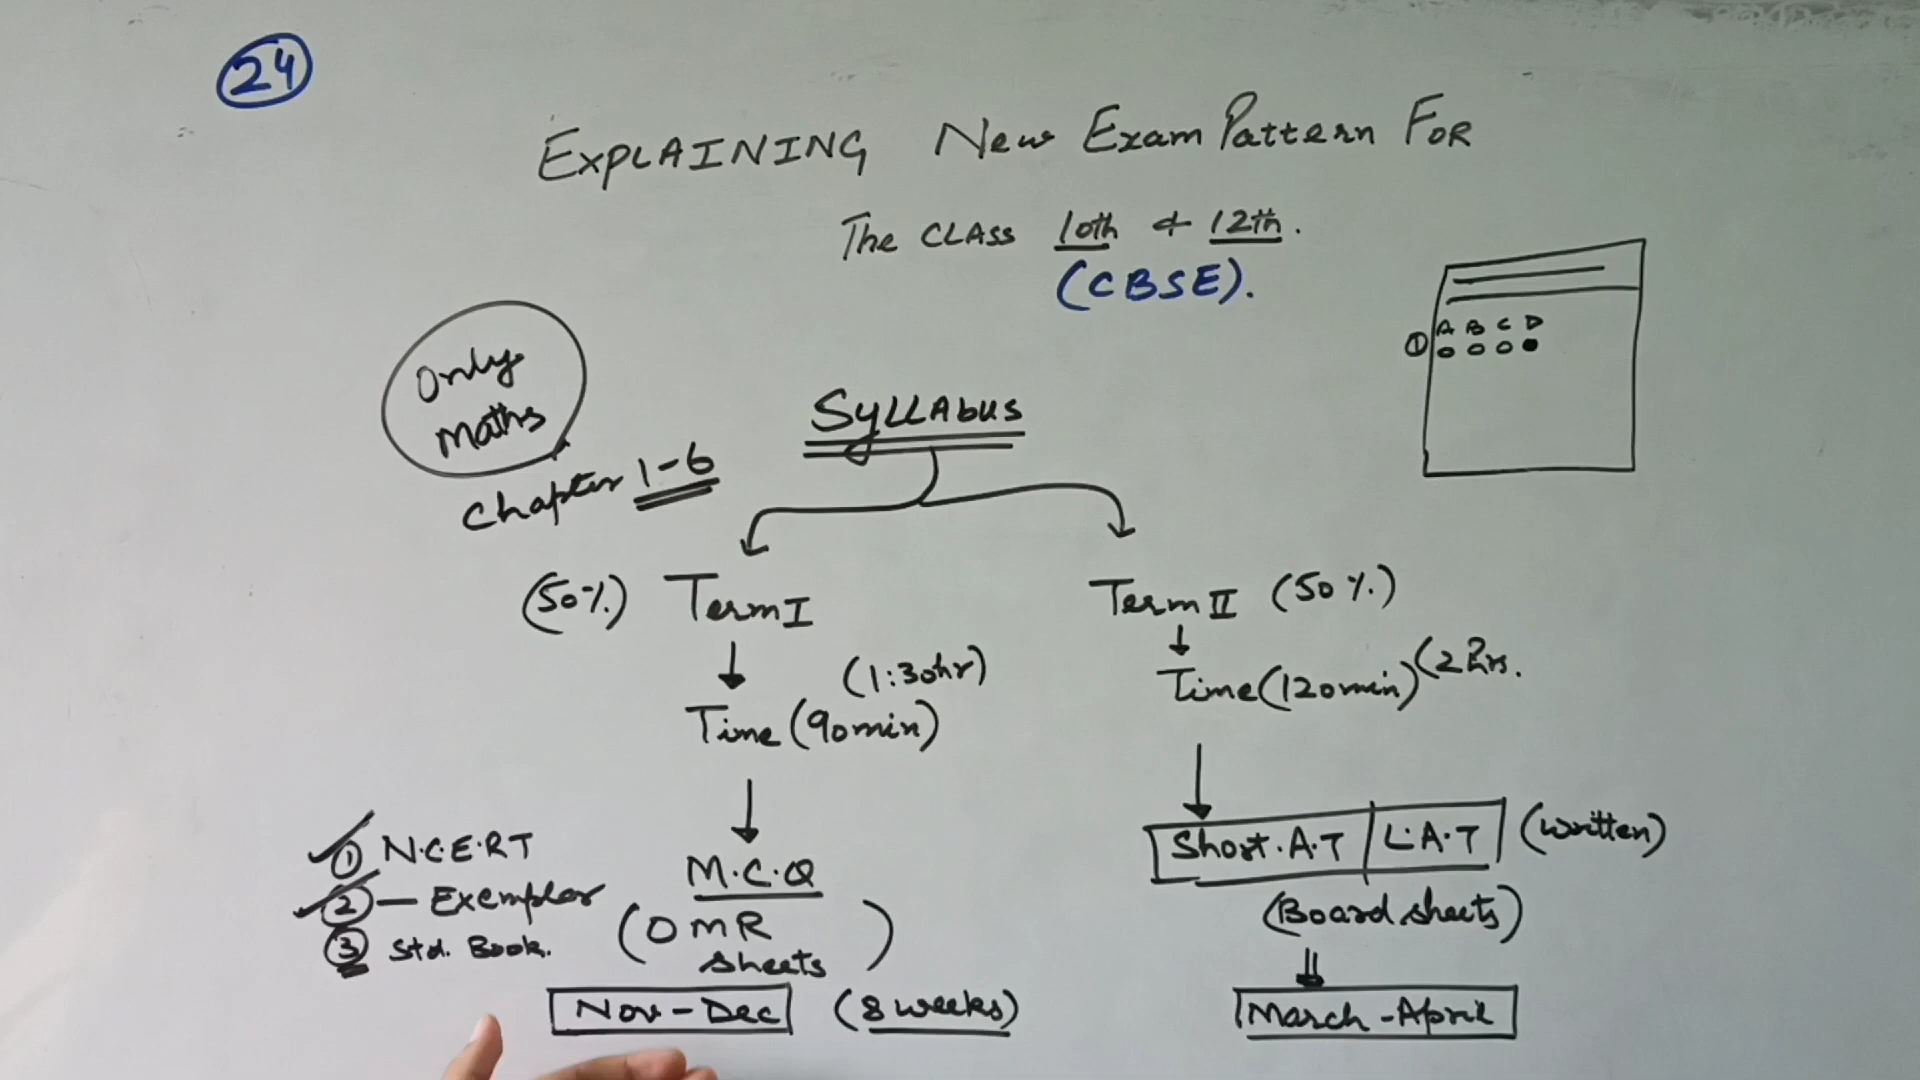 24
EXPLAINING New Exam Pattern FOR
The CLASS 10th & 12th.
(CBSE).
A B C D
①
Only
Maths
Chapter 1-6
SYLLAbUS
(50%) Term I
Term II (50%)
(1:30hr)
Time (90min)
Time (120min) (2 hrs.
① N.C.E.R.T
② — Exemplar
③ Std. Book.
M.C.Q
(OMR
sheets)
Short.A.T L.A.T (written)
(Board sheets)
Nov-Dec (8 weeks)
March-April